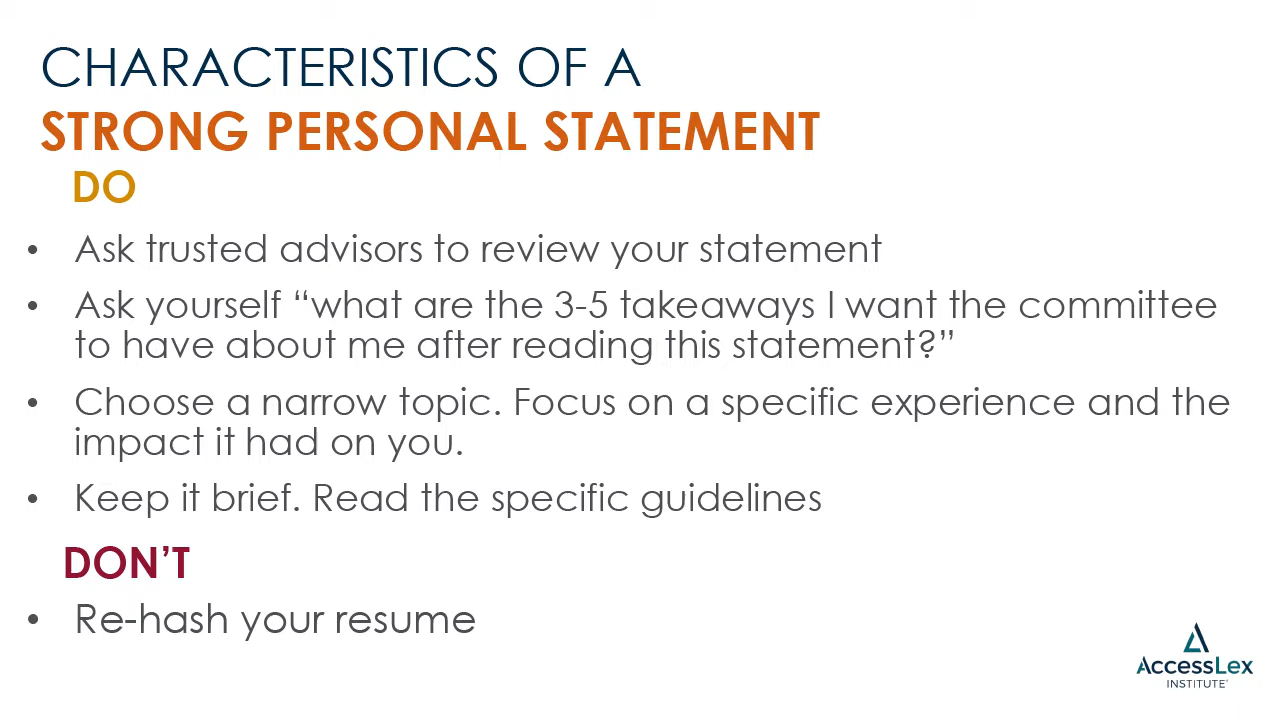 CHARACTERISTICS OF A
STRONG PERSONAL STATEMENT
DO
• Ask trusted advisors to review your statement
• Ask yourself “what are the 3-5 takeaways I want the committee
to have about me after reading this statement?”
• Choose a narrow topic. Focus on a specific experience and the
impact it had on you.
• Keep it brief. Read the specific guidelines
DON’T
• Re-hash your resume
AccessLex
INSTITUTE